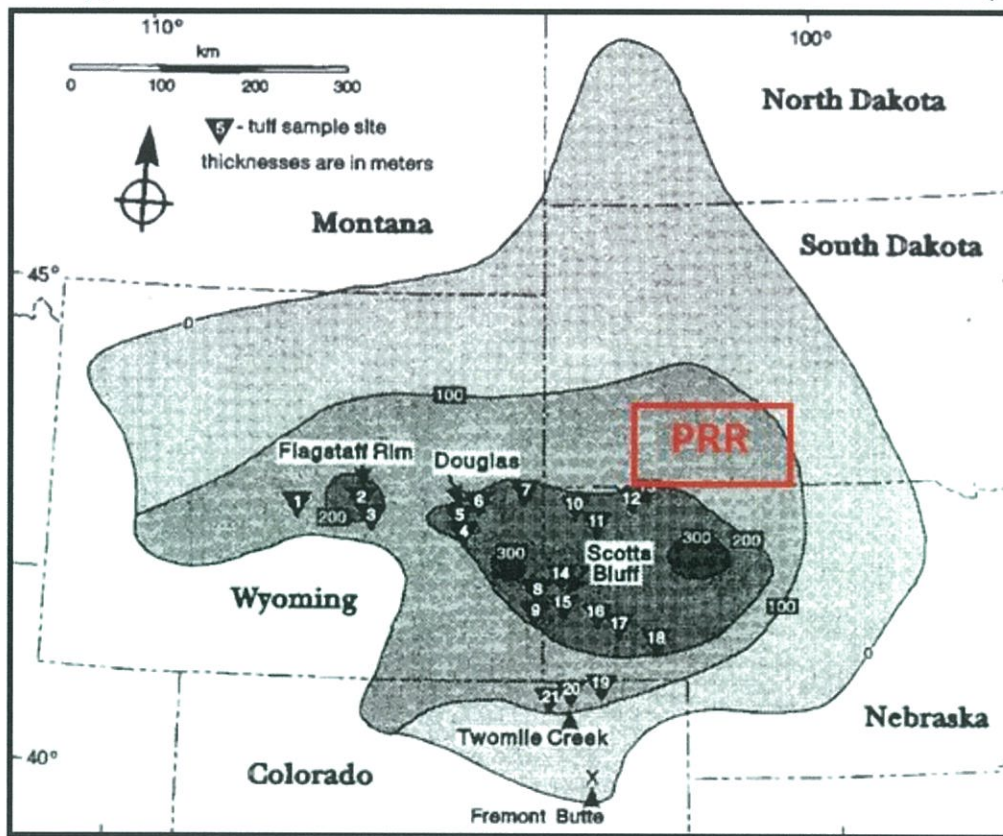 110°
100°
km
0 100 200 300
North Dakota
5 - tuff sample site
thicknesses are in meters
Montana
South Dakota
45°
0
100
PRR
Flagstaff Rim
Douglas
1
2
3
200
4
5
6
7
10
11
12
300
Scotts
Bluff
300
200
14
8
15
9
16
17
18
Wyoming
100
0
21
20
19
Twomile Creek
Nebraska
40°
Colorado
X
Fremont Butte